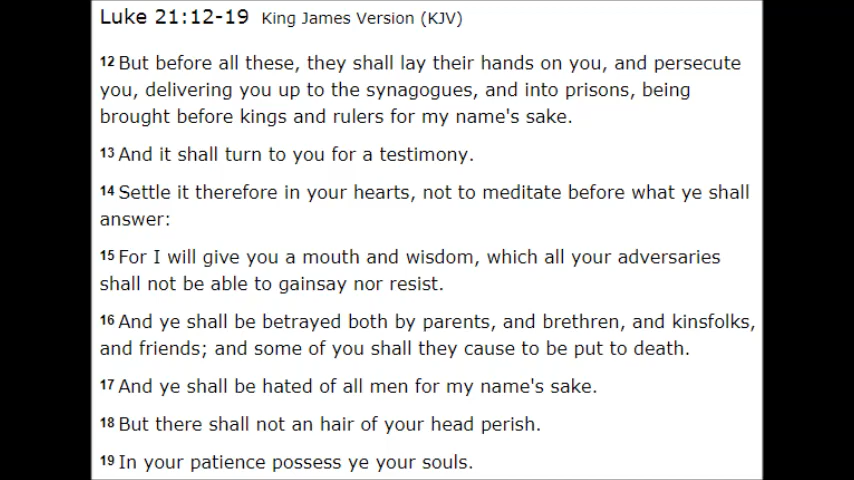 Luke 21:12-19 King James Version (KJV)
12 But before all these, they shall lay their hands on you, and persecute
you, delivering you up to the synagogues, and into prisons, being
brought before kings and rulers for my name's sake.
13 And it shall turn to you for a testimony.
14 Settle it therefore in your hearts, not to meditate before what ye shall
answer:
15 For I will give you a mouth and wisdom, which all your adversaries
shall not be able to gainsay nor resist.
16 And ye shall be betrayed both by parents, and brethren, and kinsfolks,
and friends; and some of you shall they cause to be put to death.
17 And ye shall be hated of all men for my name's sake.
18 But there shall not an hair of your head perish.
19 In your patience possess ye your souls.